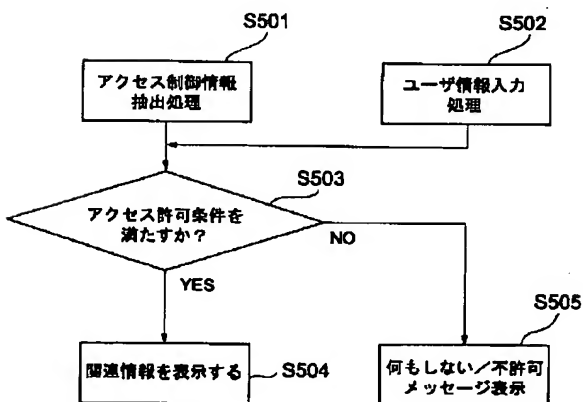 S501
アクセス制御情報
抽出処理
S502
ユーザ情報入力
処理
S503
アクセス許可条件を
満たすか？
NO
YES
関連情報を表示する
S504
S505
何もしない／不許可
メッセージ表示